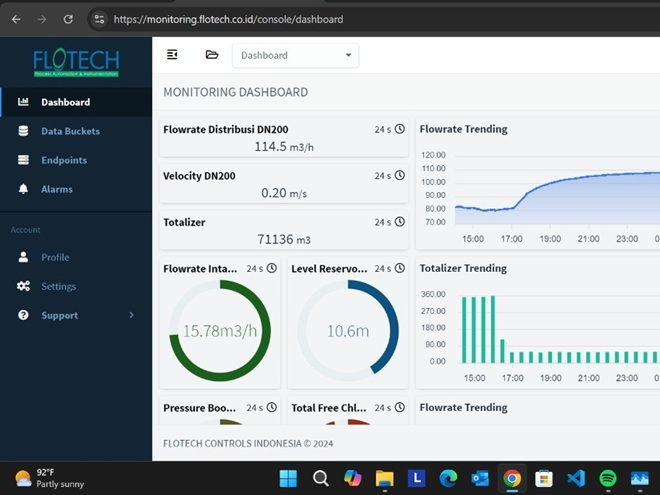 https://monitoring.flotech.co.id/console/dashboard
FLOTECH
Process Automation & Instrumentation
Dashboard
Data Buckets
Endpoints
Alarms
Account
Profile
Settings
Support
Dashboard
MONITORING DASHBOARD
Flowrate Distribusi DN200 24 s
114.5 m3/h
Velocity DN200 24 s
0.20 m/s
Totalizer 24 s
71136 m3
Flowrate Inta... 24 s
15.78m3/h
Level Reservo... 24 s
10.6m
Pressure Boo... 24 s
Total Free Chl... 24 s
Flowrate Trending
120.00
110.00
100.00
90.00
80.00
70.00
15:00 17:00 19:00 21:00 23:00
Totalizer Trending
360.00
270.00
180.00
90.00
0.00
15:00 17:00 19:00 21:00 23:00
Flowrate Trending
FLOTECH CONTROLS INDONESIA © 2024
92°F
Partly sunny
L